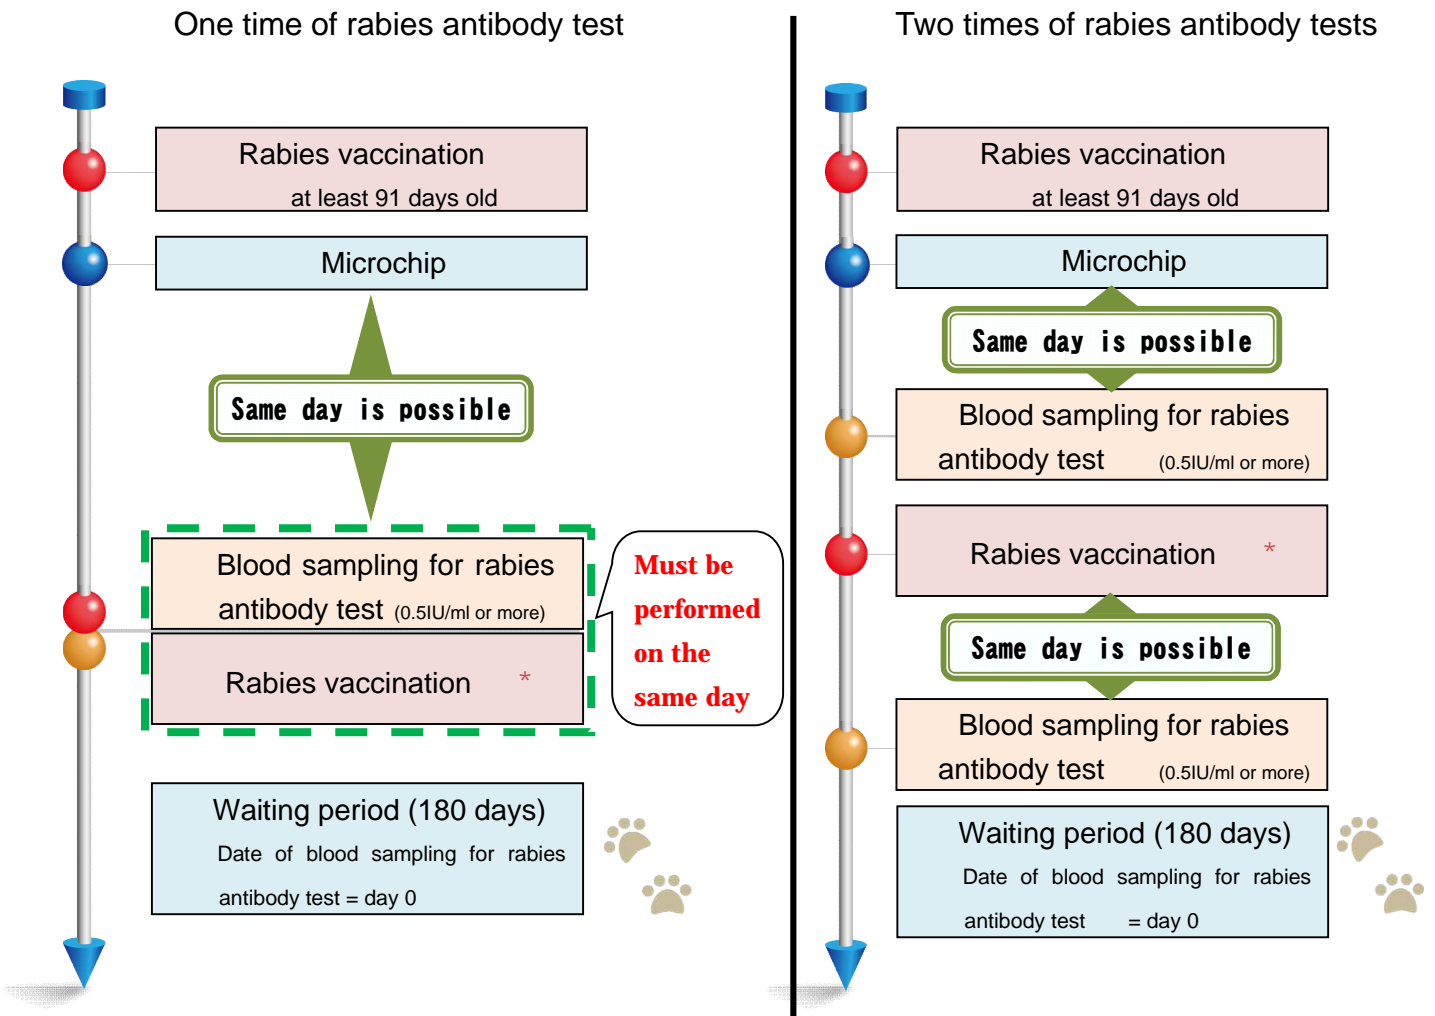 One time of rabies antibody test
Rabies vaccination
at least 91 days old
Microchip
Same day is possible
Blood sampling for rabies
antibody test (0.5IU/ml or more)
Rabies vaccination *
Must be
performed
on the
same day
Waiting period (180 days)
Date of blood sampling for rabies
antibody test = day 0
Two times of rabies antibody tests
Rabies vaccination
at least 91 days old
Microchip
Same day is possible
Blood sampling for rabies
antibody test (0.5IU/ml or more)
Rabies vaccination *
Same day is possible
Blood sampling for rabies
antibody test (0.5IU/ml or more)
Waiting period (180 days)
Date of blood sampling for rabies
antibody test = day 0